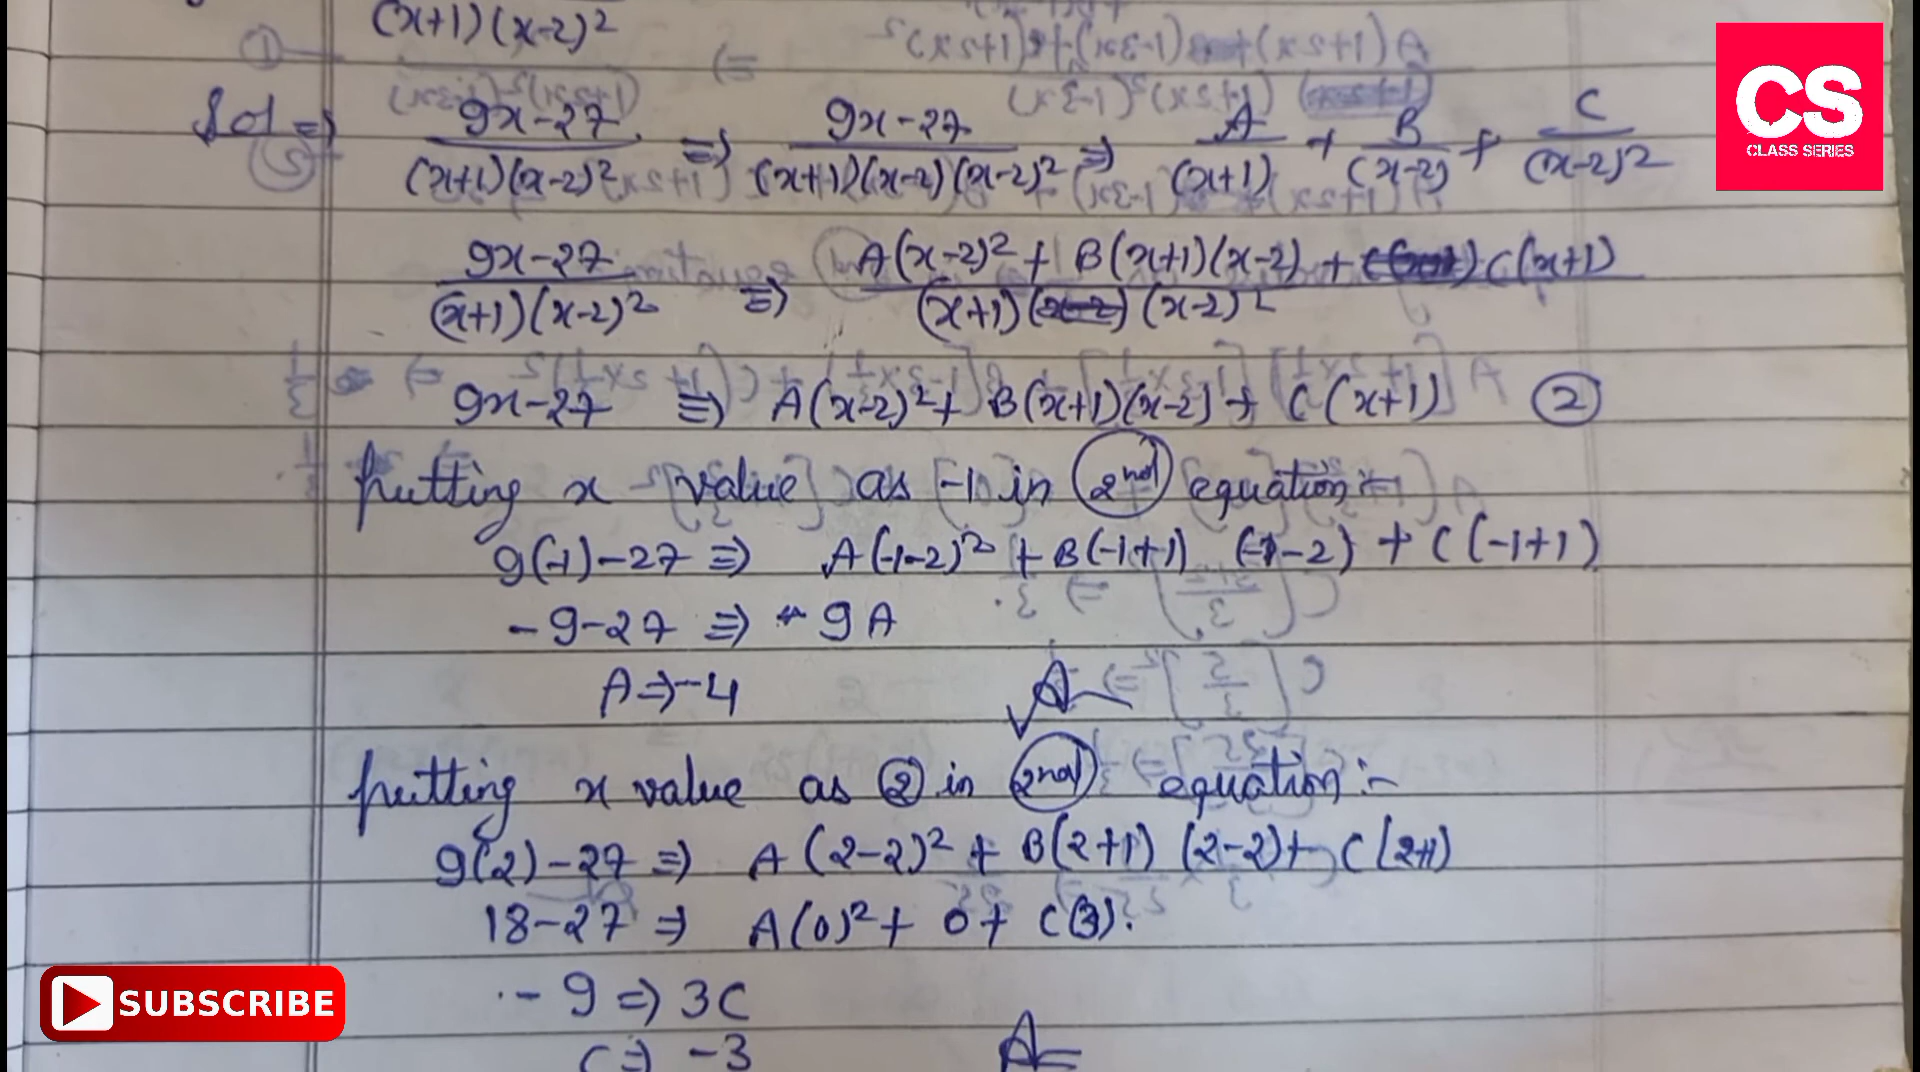 (x+1)(x-2)²
CS
CLASS SERIES
Sol ⇒ 9x-27/(x+1)(x-2)² ⇒ 9x-27/(x+1)(x-2)(x-2)² ⇒ A/(x+1) + B/(x-2) + C/(x-2)²
9x-27/(x+1)(x-2)² ⇒ A(x-2)² + B(x+1)(x-2) + C(x+1)/(x+1)(x-2)²
9x-27 ⇒ A(x-2)² + B(x+1)(x-2) + C(x+1) ②
putting x value as -1 in 2nd equation :-
9(-1)-27 ⇒ A(-1-2)² + B(-1+1) (-1-2) + C(-1+1)
-9-27 ⇒ 9A
A ⇒ -4
putting x value as ② in 2nd equation :-
9(2)-27 ⇒ A(2-2)² + B(2+1) (2-2) + C(2+1)
18-27 ⇒ A(0)² + 0 + C(3).
-9 ⇒ 3C
C ⇒ -3
SUBSCRIBE